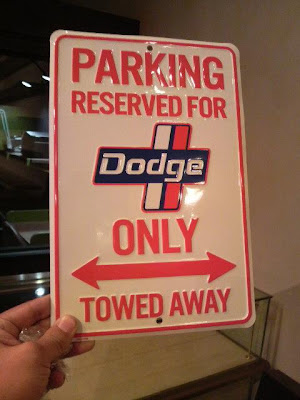 PARKING
RESERVED FOR
Dodge
ONLY
TOWED AWAY